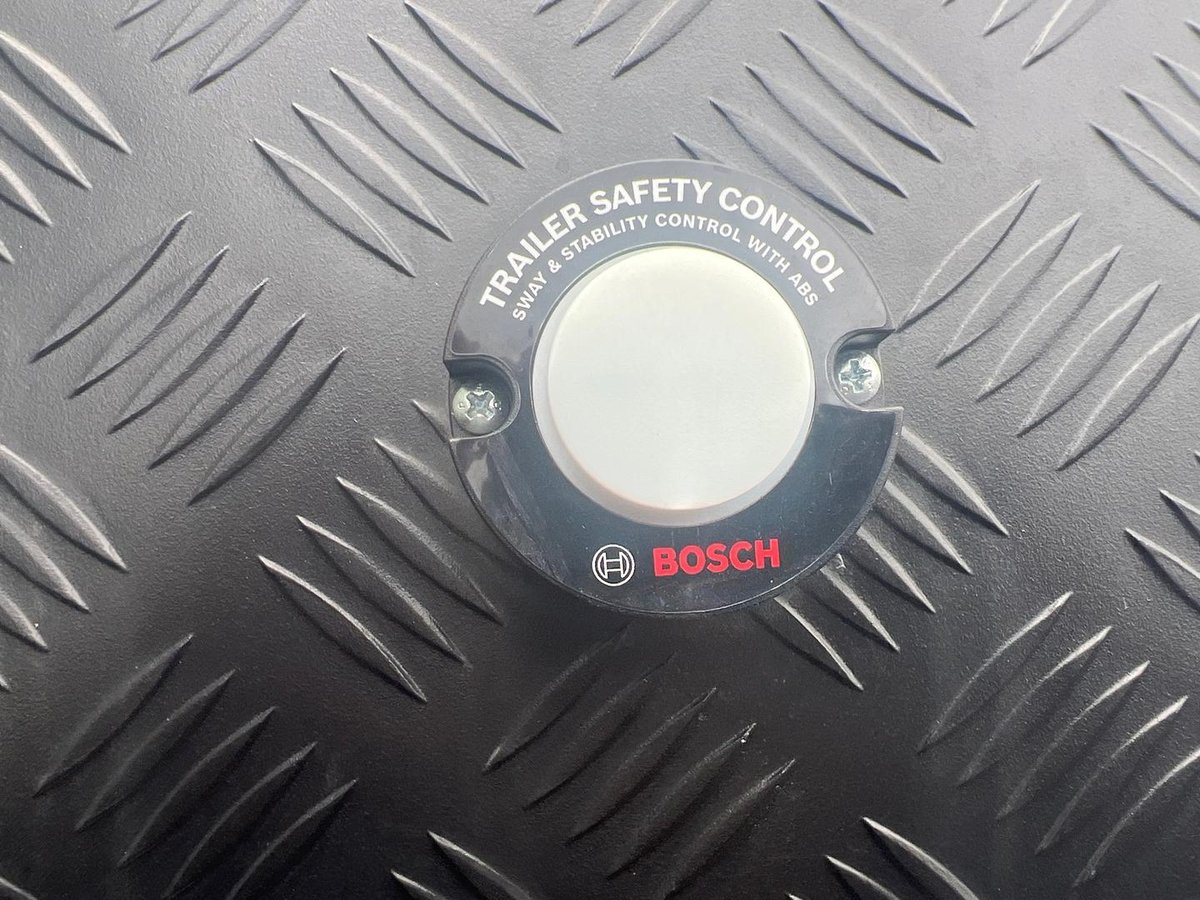 TRAILER SAFETY CONTROL
SWAY & STABILITY CONTROL WITH ABS
BOSCH